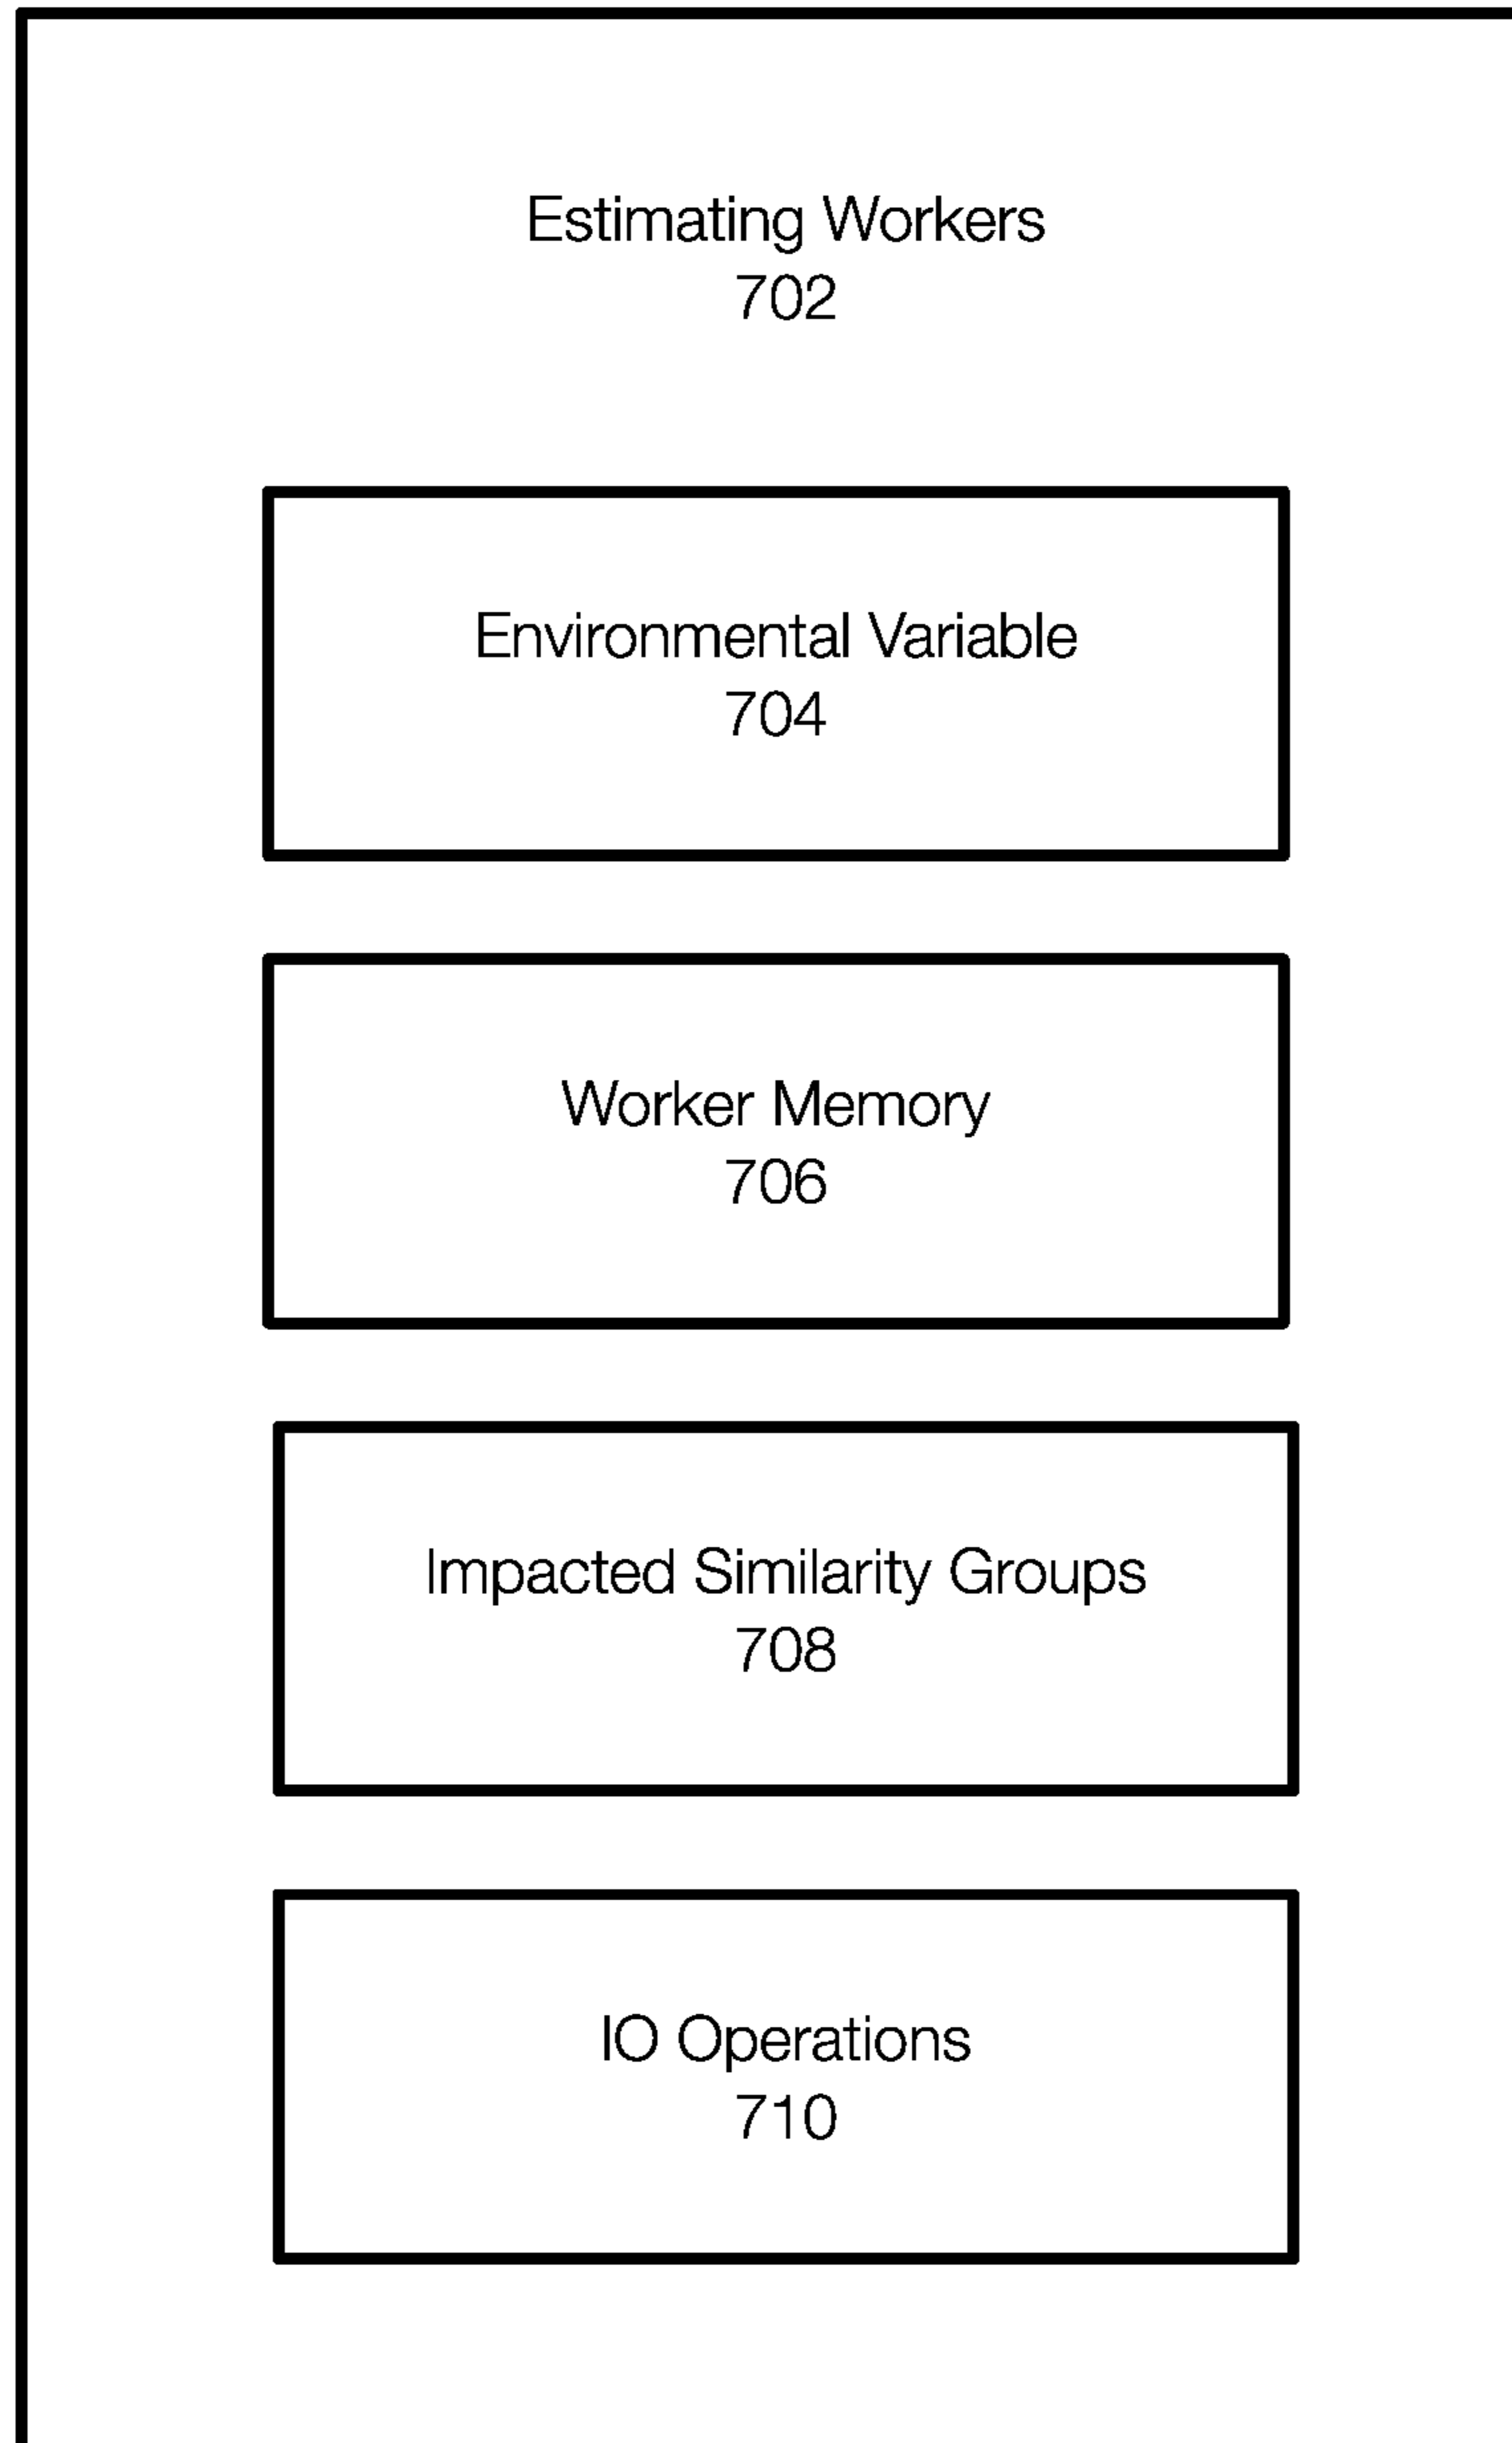 Estimating Workers
702
Environmental Variable
704
Worker Memory
706
Impacted Similarity Groups
708
IO Operations
710